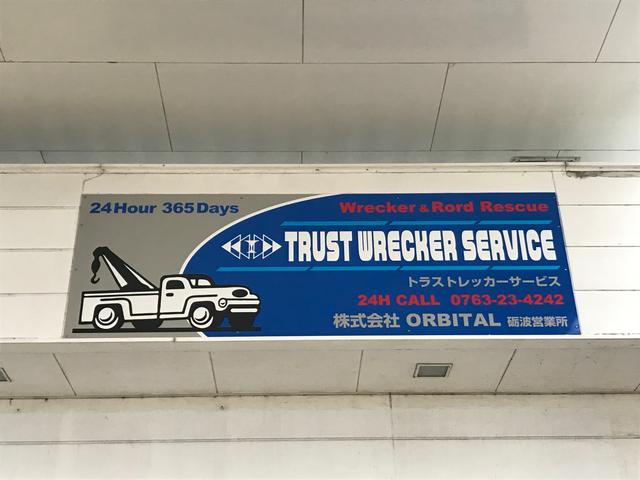 24Hour 365Days
Wrecker & Rord Rescue
TRUST WRECKER SERVICE
トラストレッカーサービス
24H CALL 0763-23-4242
株式会社 ORBITAL 砺波営業所